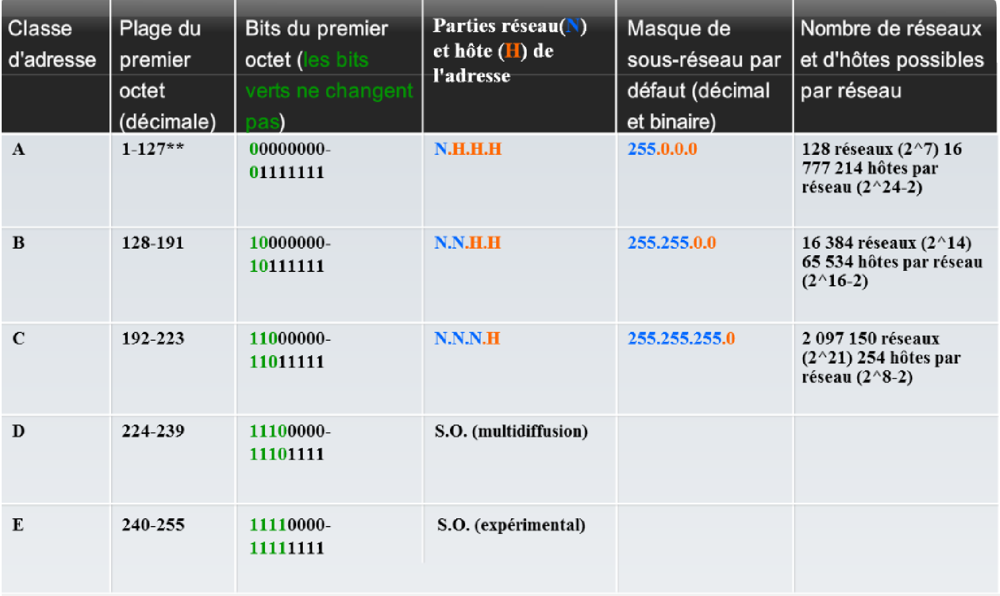 Classe
d'adresse
Plage du
premier
octet
(décimale)
Bits du premier
octet (les bits
verts ne changent
pas)
Parties réseau(N)
et hôte (H) de
l'adresse
Masque de
sous-réseau par
défaut (décimal
et binaire)
Nombre de réseaux
et d'hôtes possibles
par réseau
A
1-127**
00000000-
01111111
N.H.H.H
255.0.0.0
128 réseaux (2^7) 16
777 214 hôtes par
réseau (2^24-2)
B
128-191
10000000-
10111111
N.N.H.H
255.255.0.0
16 384 réseaux (2^14)
65 534 hôtes par réseau
(2^16-2)
C
192-223
11000000-
11011111
N.N.N.H
255.255.255.0
2 097 150 réseaux
(2^21) 254 hôtes par
réseau (2^8-2)
D
224-239
11100000-
11101111
S.O. (multidiffusion)
E
240-255
11110000-
11111111
S.O. (expérimental)